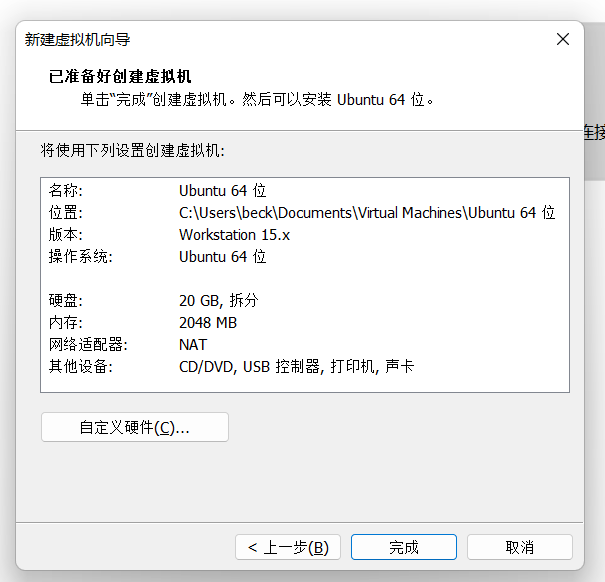 新建虚拟机向导
已准备好创建虚拟机
单击“完成”创建虚拟机。然后可以安装 Ubuntu 64 位。
连接
将使用下列设置创建虚拟机:
名称: Ubuntu 64 位
位置: C:\Users\beck\Documents\Virtual Machines\Ubuntu 64 位
版本: Workstation 15.x
操作系统: Ubuntu 64 位
硬盘: 20 GB, 拆分
内存: 2048 MB
网络适配器: NAT
其他设备: CD/DVD, USB 控制器, 打印机, 声卡
自定义硬件(C)...
< 上一步(B) 完成 取消